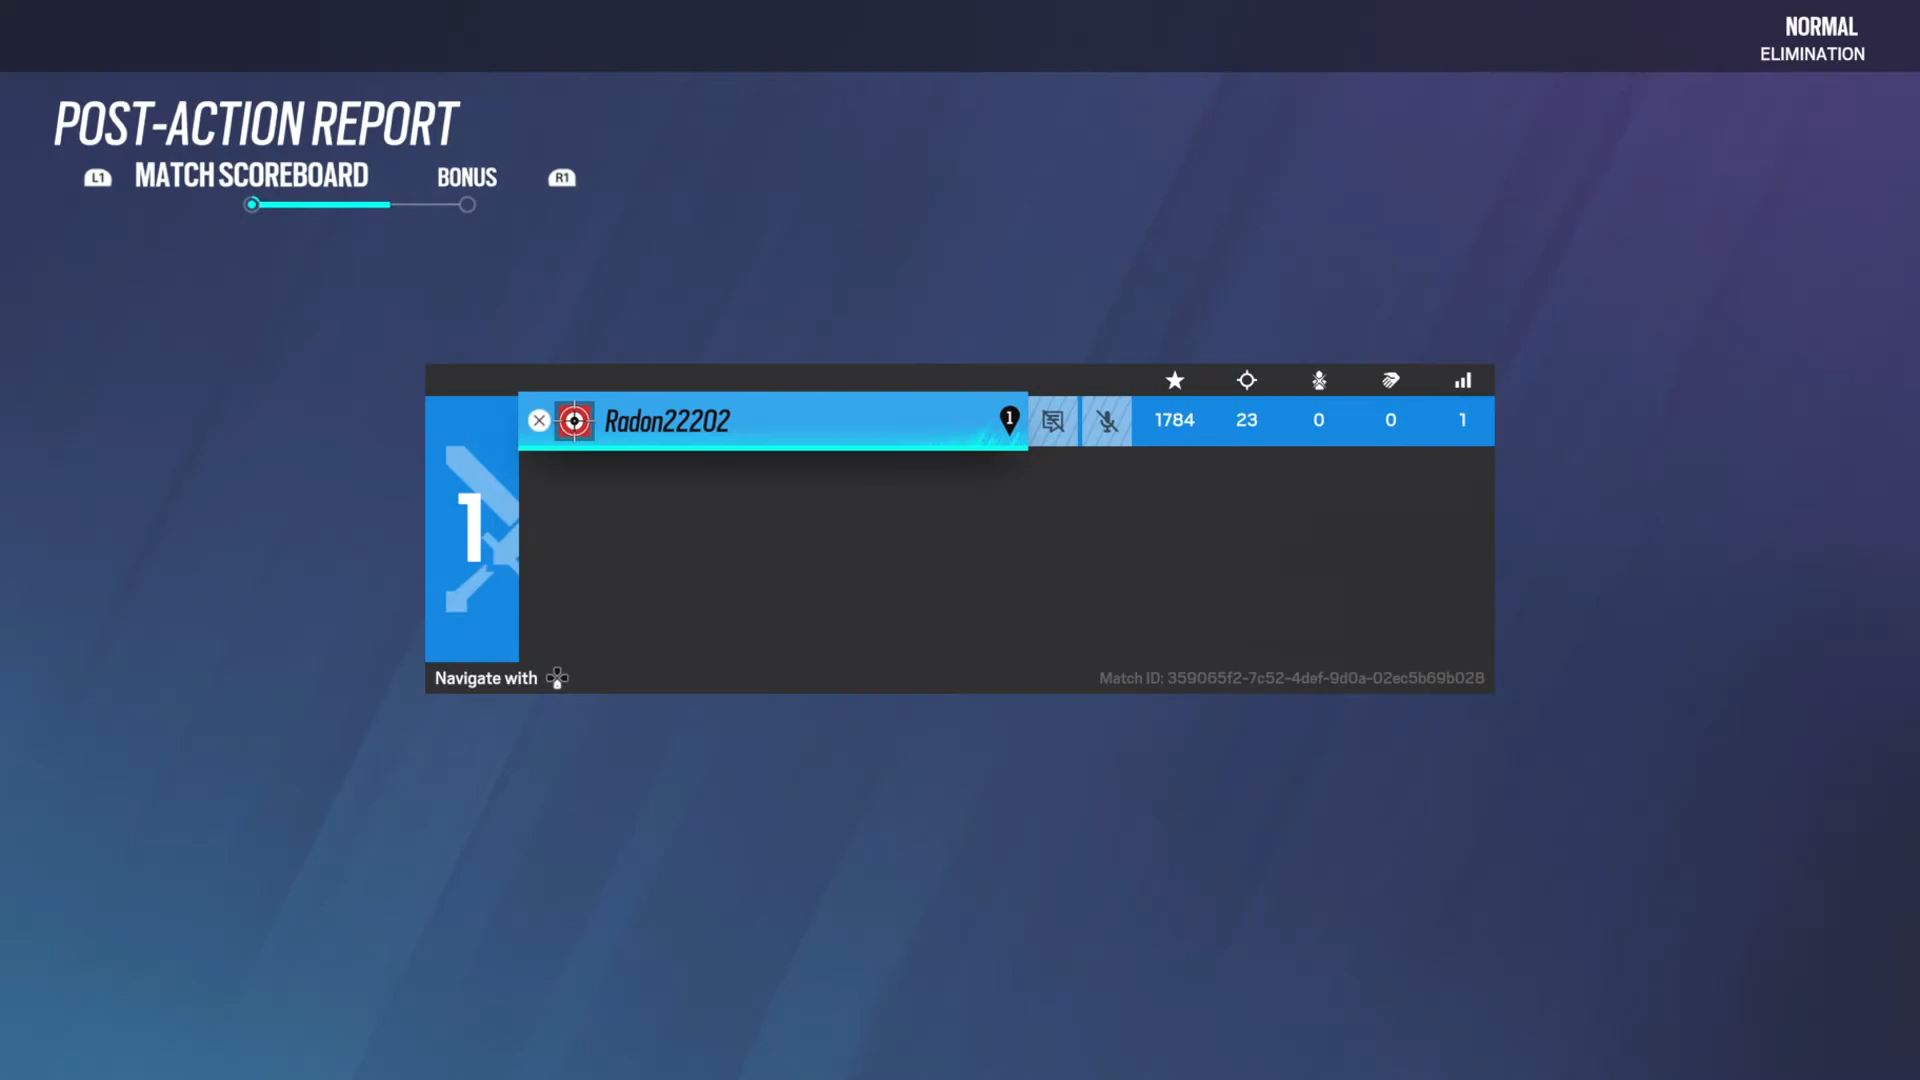 NORMAL
ELIMINATION
POST-ACTION REPORT
L1 MATCH SCOREBOARD BONUS R1
Radon22202 1 1784 23 0 0 1
1
Navigate with
Match ID: 359065f2-7c52-4def-9d0a-02ec5b69b028